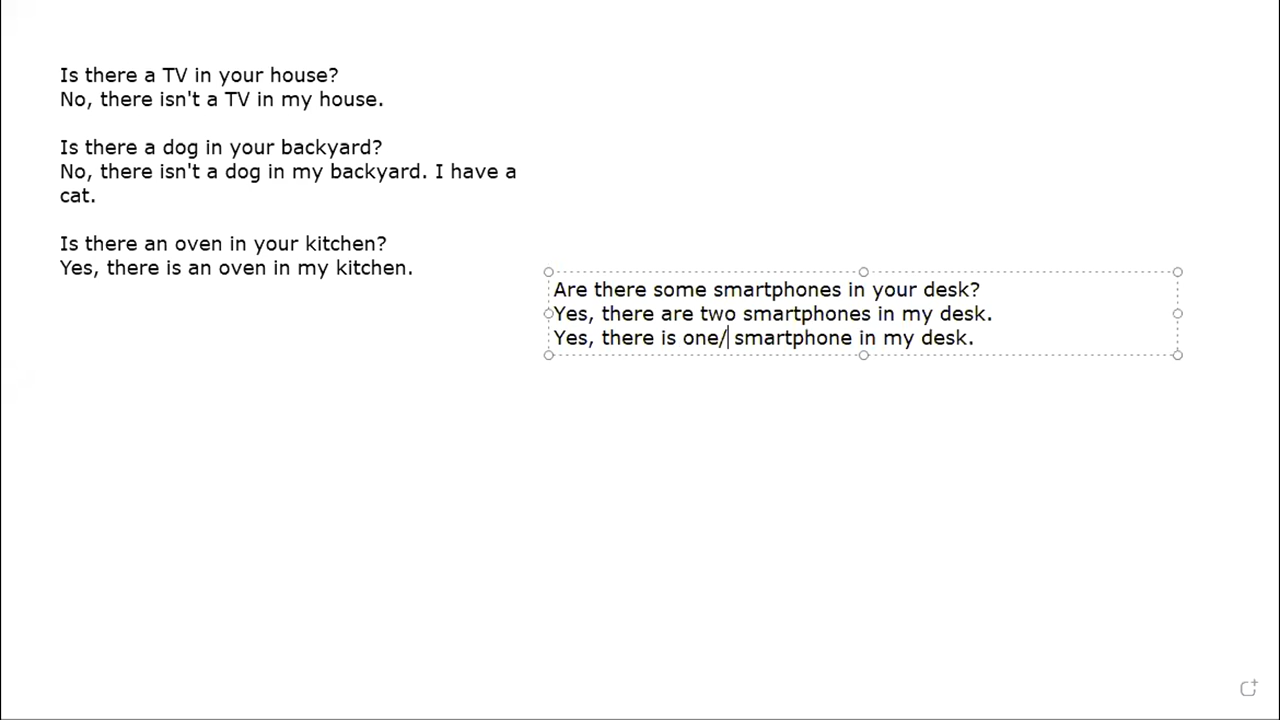 Is there a TV in your house?
No, there isn't a TV in my house.
Is there a dog in your backyard?
No, there isn't a dog in my backyard. I have a
cat.
Is there an oven in your kitchen?
Yes, there is an oven in my kitchen.
Are there some smartphones in your desk?
Yes, there are two smartphones in my desk.
Yes, there is one/ smartphone in my desk.